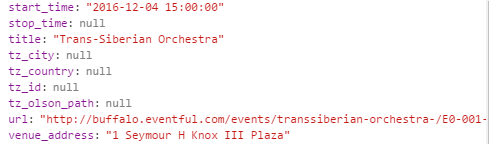 start_time: "2016-12-04 15:00:00"
stop_time: null
title: "Trans-Siberian Orchestra"
tz_city: null
tz_country: null
tz_id: null
tz_olson_path: null
url: "http://buffalo.eventful.com/events/transsiberian-orchestra-/E0-001-
venue_address: "1 Seymour H Knox III Plaza"